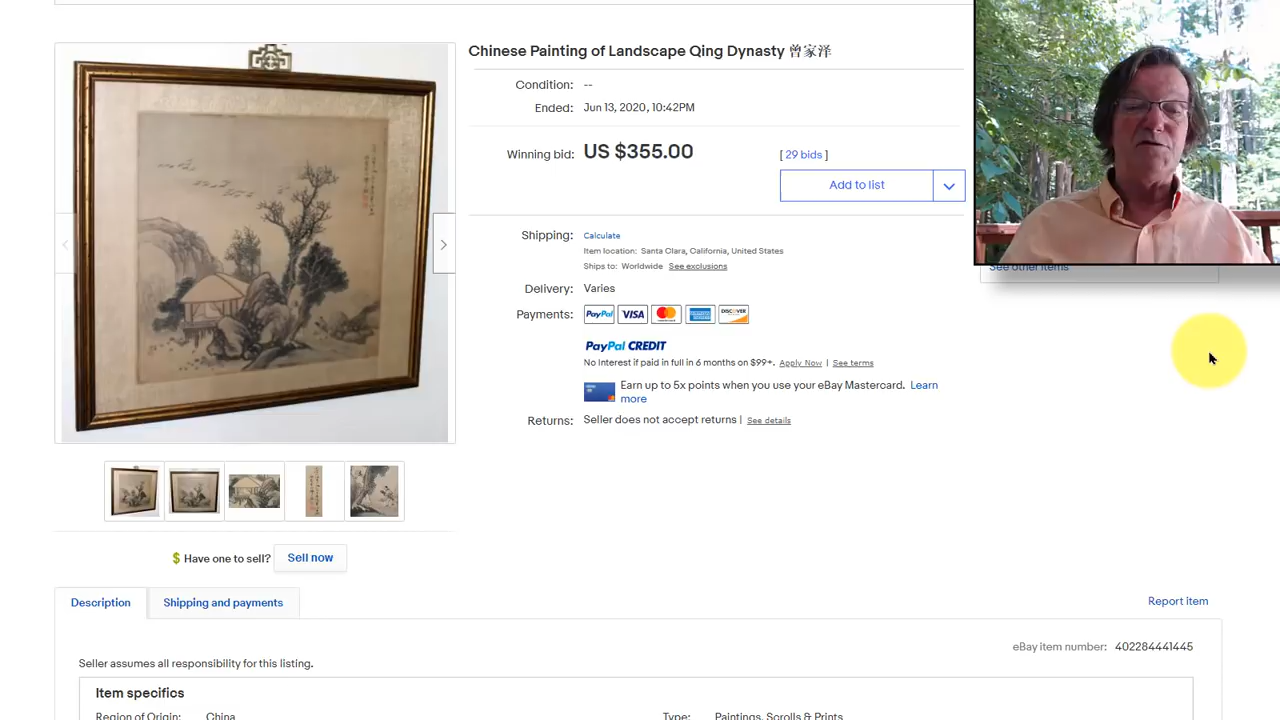 Chinese Painting of Landscape Qing Dynasty 曾家洋
Condition: --
Ended: Jun 13, 2020, 10:42PM
Winning bid: US $355.00 [ 29 bids ]
Add to list
Shipping: Calculate
Item location: Santa Clara, California, United States
Ships to: Worldwide See exclusions
See other items
Delivery: Varies
Payments: PayPal VISA mastercard AMERICAN EXPRESS DISCOVER
PayPal CREDIT
No Interest if paid in full in 6 months on $99+. Apply Now | See terms
Earn up to 5x points when you use your eBay Mastercard. Learn
more
Returns: Seller does not accept returns | See details
$ Have one to sell? Sell now
Description
Shipping and payments
Report item
eBay item number: 402284441445
Seller assumes all responsibility for this listing.
Item specifics
Region of Origin: China Type: Paintings, Scrolls & Prints